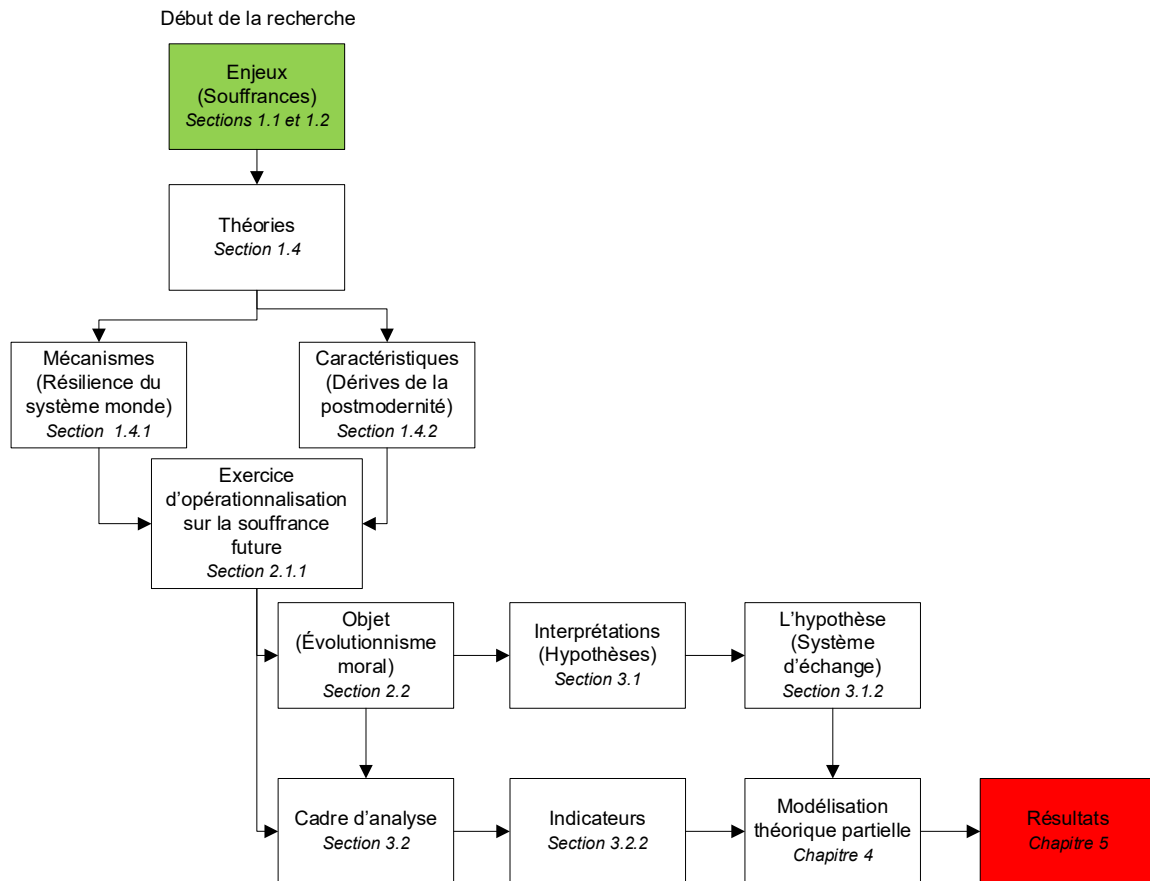 Début de la recherche
Enjeux
(Souffrances)
Sections 1.1 et 1.2
Théories
Section 1.4
Mécanismes
(Résilience du
système monde)
Section 1.4.1
Caractéristiques
(Dérives de la
postmodernité)
Section 1.4.2
Exercice
d’opérationnalisation
sur la souffrance
future
Section 2.1.1
Objet
(Évolutionnisme
moral)
Section 2.2
Interprétations
(Hypothèses)
Section 3.1
L’hypothèse
(Système
d’échange)
Section 3.1.2
Cadre d’analyse
Section 3.2
Indicateurs
Section 3.2.2
Modélisation
théorique partielle
Chapitre 4
Résultats
Chapitre 5